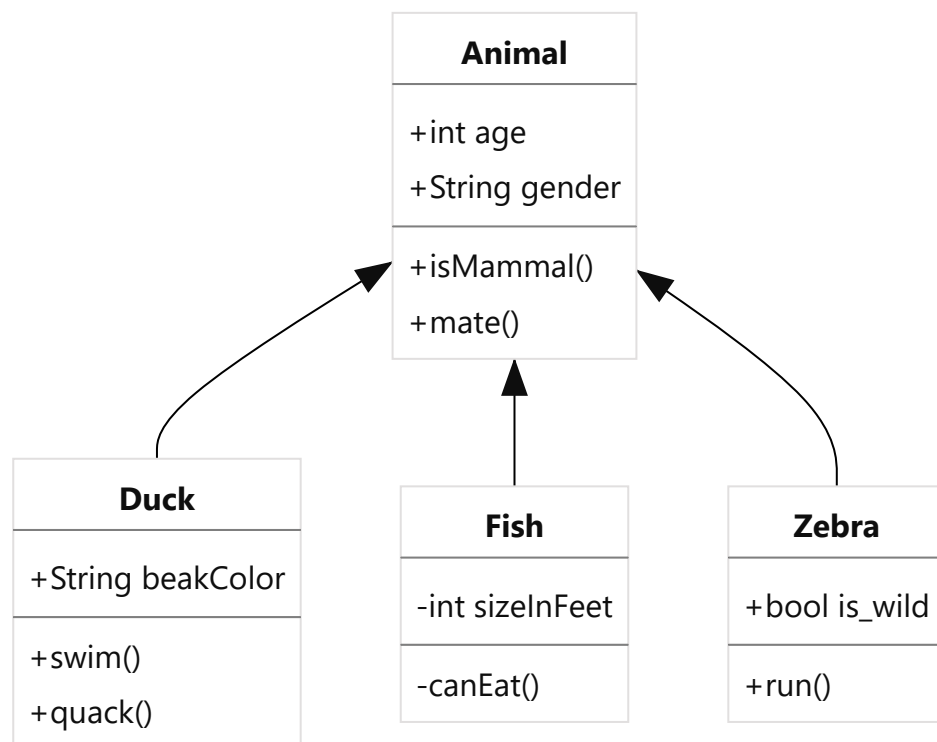 Animal
+int age
+String gender
+isMammal()
+mate()
Duck
+String beakColor
+swim()
+quack()
Fish
-int sizeInFeet
-canEat()
Zebra
+bool is_wild
+run()